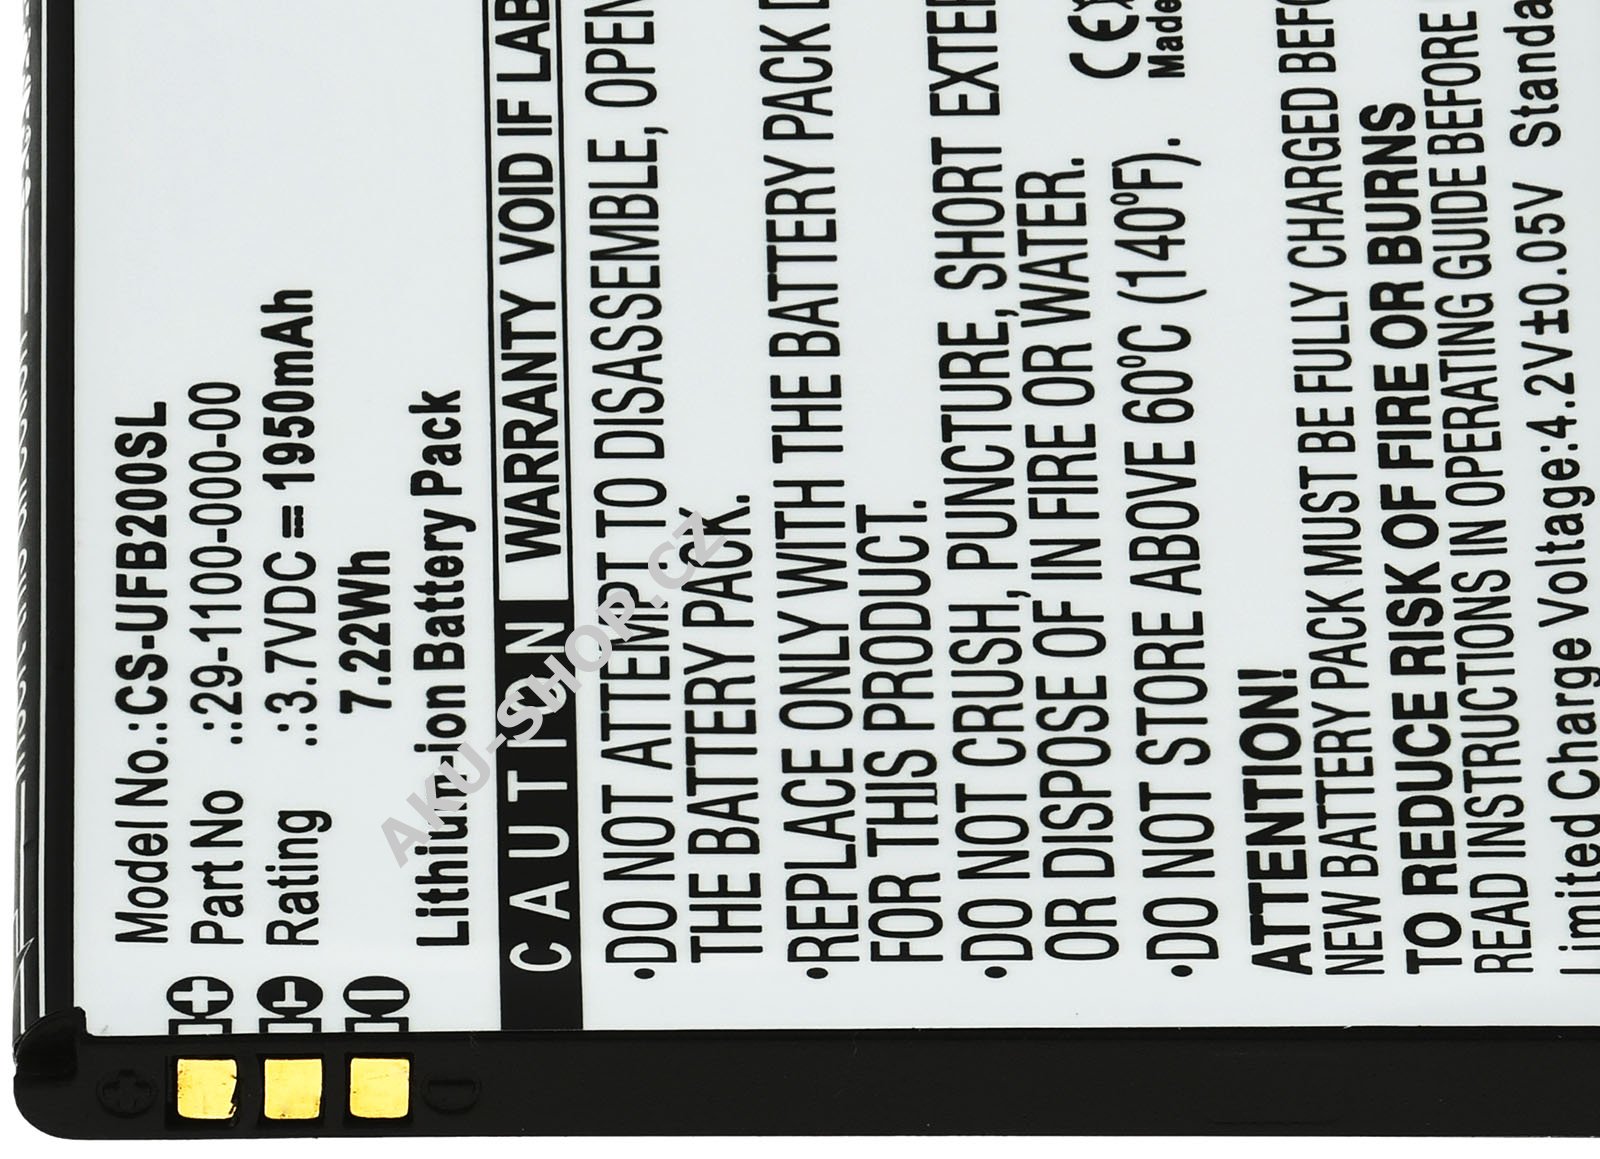 Model No.:CS-UFB200SL
Part No .:29-1100-000-00
Rating .:3.7VDC 1950mAh
7.22Wh
Lithium-ion Battery Pack
CAUTIN WARRANTY VOID IF LAB
•DO NOT ATTEMPT TO DISASSEMBLE, OPEN
THE BATTERY PACK.
•REPLACE ONLY WITH THE BATTERY PACK
FOR THIS PRODUCT.
•DO NOT CRUSH, PUNCTURE, SHORT EXTER
OR DISPOSE OF IN FIRE OR WATER.
•DO NOT STORE ABOVE 60°C (140°F).
CE
Made
ATTENTION!
NEW BATTERY PACK MUST BE FULLY CHARGED BEFO
TO REDUCE RISK OF FIRE OR BURNS
READ INSTRUCTIONS IN OPERATING GUIDE BEFORE
Limited Charge Voltage:4.2V±0.05V Standa
AKU-SHOP.CZ